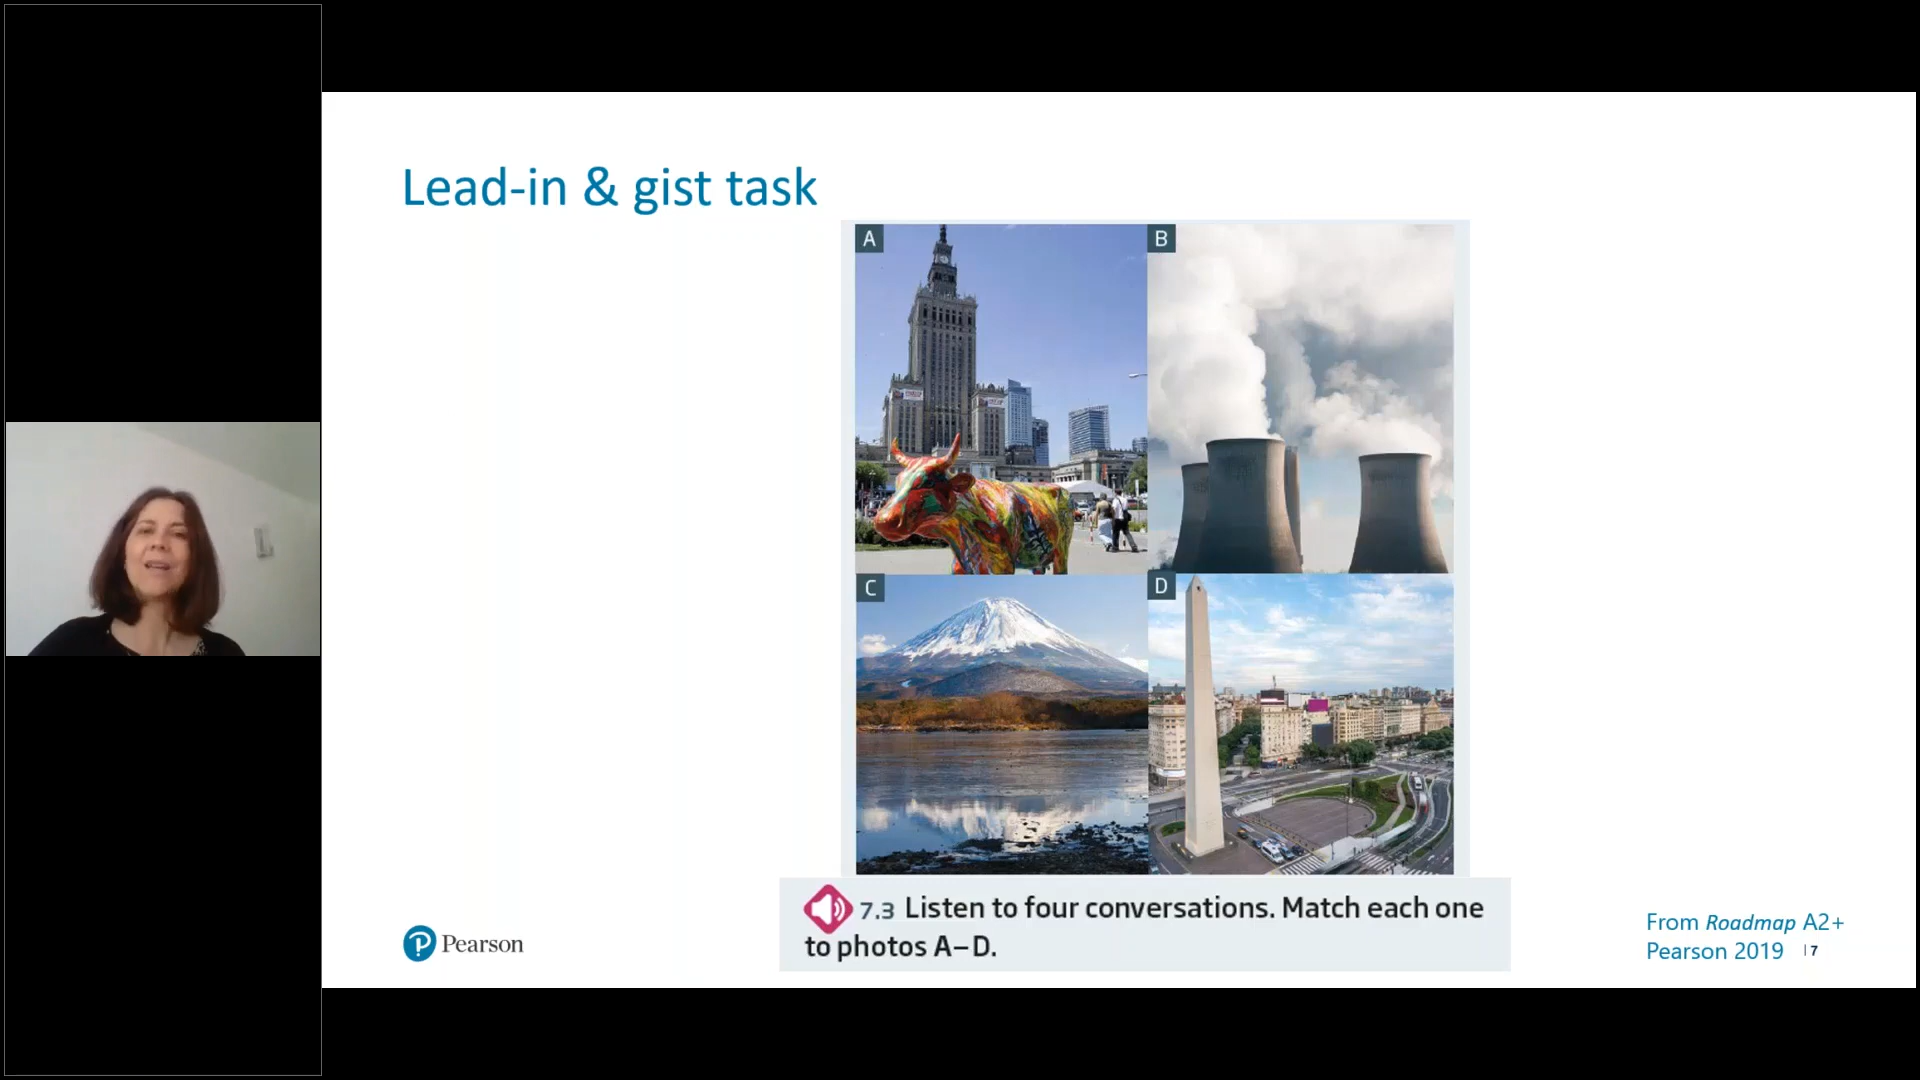 Lead-in & gist task
A
B
C
D
7.3 Listen to four conversations. Match each one
to photos A–D.
Pearson
From Roadmap A2+
Pearson 2019 | 7